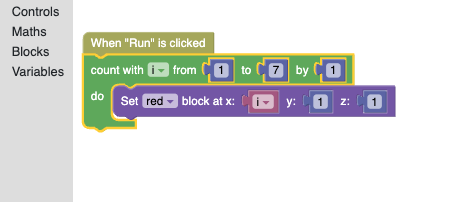 Controls
Maths
Blocks
Variables
When "Run" is clicked
count with i from 1 to 7 by 1
do
Set red block at x: i y: 1 z: 1